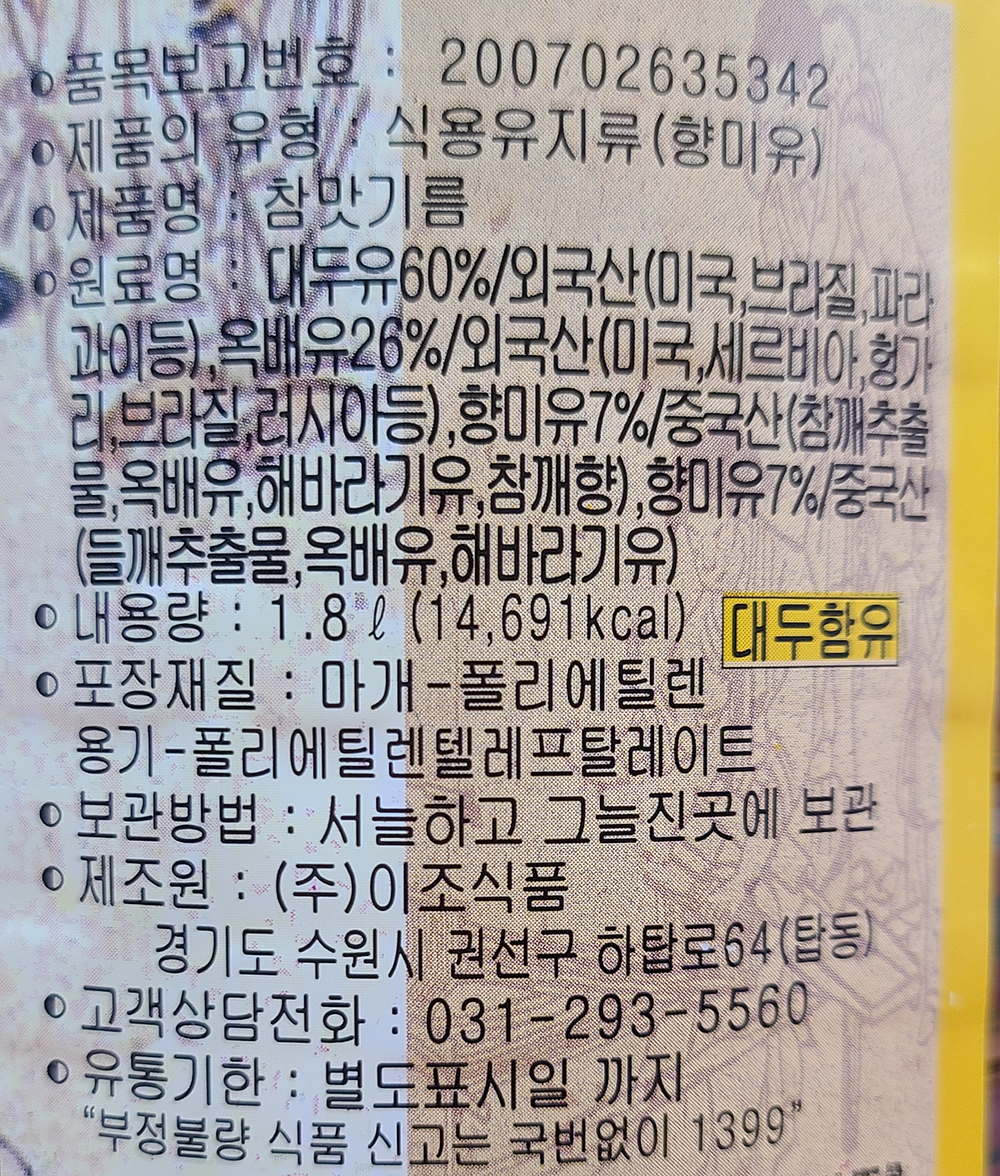 품목보고번호 : 200702635342
제품의 유형 : 식용유지류(향미유)
제품명 : 참맛기름
원료명 : 대두유60%/외국산(미국,브라질,파라
과이등),옥배유26%/외국산(미국,세르비아,헝가
리,브라질,러시아등),향미유7%/중국산(참깨추출
물,옥배유,해바라기유,참깨향),향미유7%/중국산
(들깨추출물,옥배유,해바라기유)
내용량 : 1.8ℓ (14,691kcal) 대두함유
포장재질 : 마개-폴리에틸렌
용기-폴리에틸렌텔레프탈레이트
보관방법 : 서늘하고 그늘진곳에 보관
제조원 : (주)이조식품
경기도 수원시 권선구 하탑로64(탑동)
고객상담전화 : 031-293-5560
유통기한 : 별도표시일 까지
“부정불량 식품 신고는 국번없이 1399”